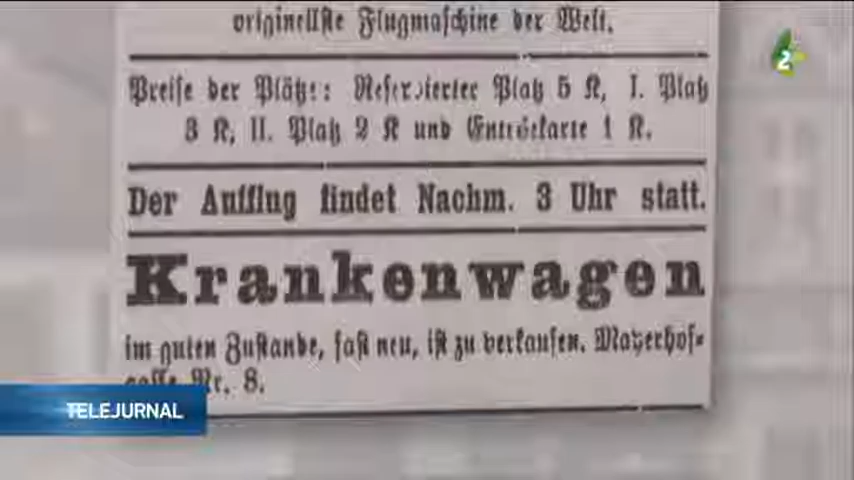 originellste Flugmaschine der Welt.
2
Preise der Plätze: Reservierter Platz 5 K, I. Platz
3 K, II. Platz 2 K und Entréekarte 1 K.
Der Aufflug findet Nachm. 3 Uhr statt.
Krankenwagen
im guten Zustande, fast neu, ist zu verkaufen. Mayerhof-
gasse Nr. 8.
TELEJURNAL